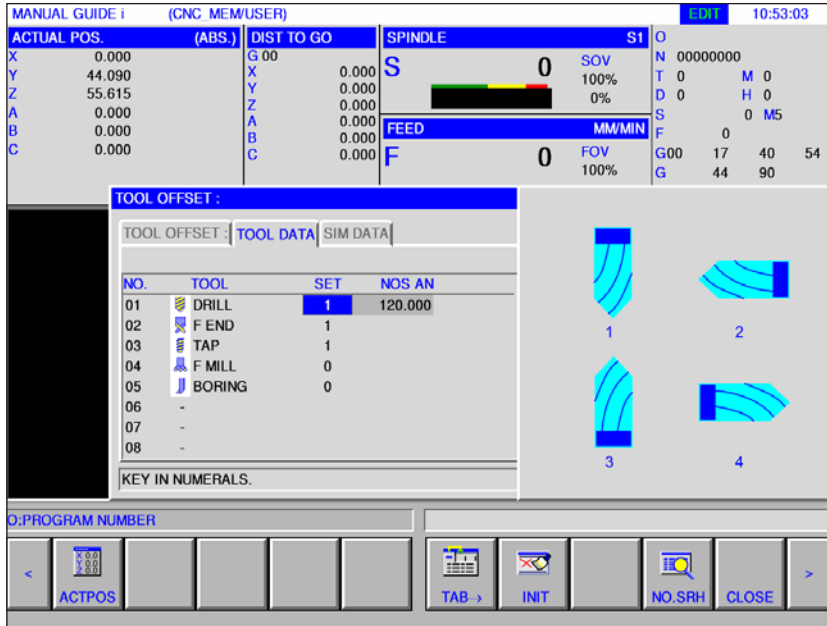 MANUAL GUIDE i (CNC_MEM/USER) EDIT 10:53:03
ACTUAL POS. (ABS.)
X 0.000
Y 44.090
Z 55.615
A 0.000
B 0.000
C 0.000
DIST TO GO
G 00
X 0.000
Y 0.000
Z 0.000
A 0.000
B 0.000
C 0.000
SPINDLE S1
S 0 SOV
100%
0%
FEED MM/MIN
F 0 FOV
100%
O
N 00000000
T 0 M 0
D 0 H 0
S 0 M5
F 0
G00 17 40 54
G 44 90
TOOL OFFSET :
TOOL OFFSET : TOOL DATA SIM DATA
NO. TOOL SET NOS AN
01 DRILL 1 120.000
02 F END 1
03 TAP 1
04 F MILL 0
05 BORING 0
06 -
07 -
08 -
KEY IN NUMERALS.
1 2
3 4
O:PROGRAM NUMBER
< ACTPOS TAB→ INIT NO.SRH CLOSE >